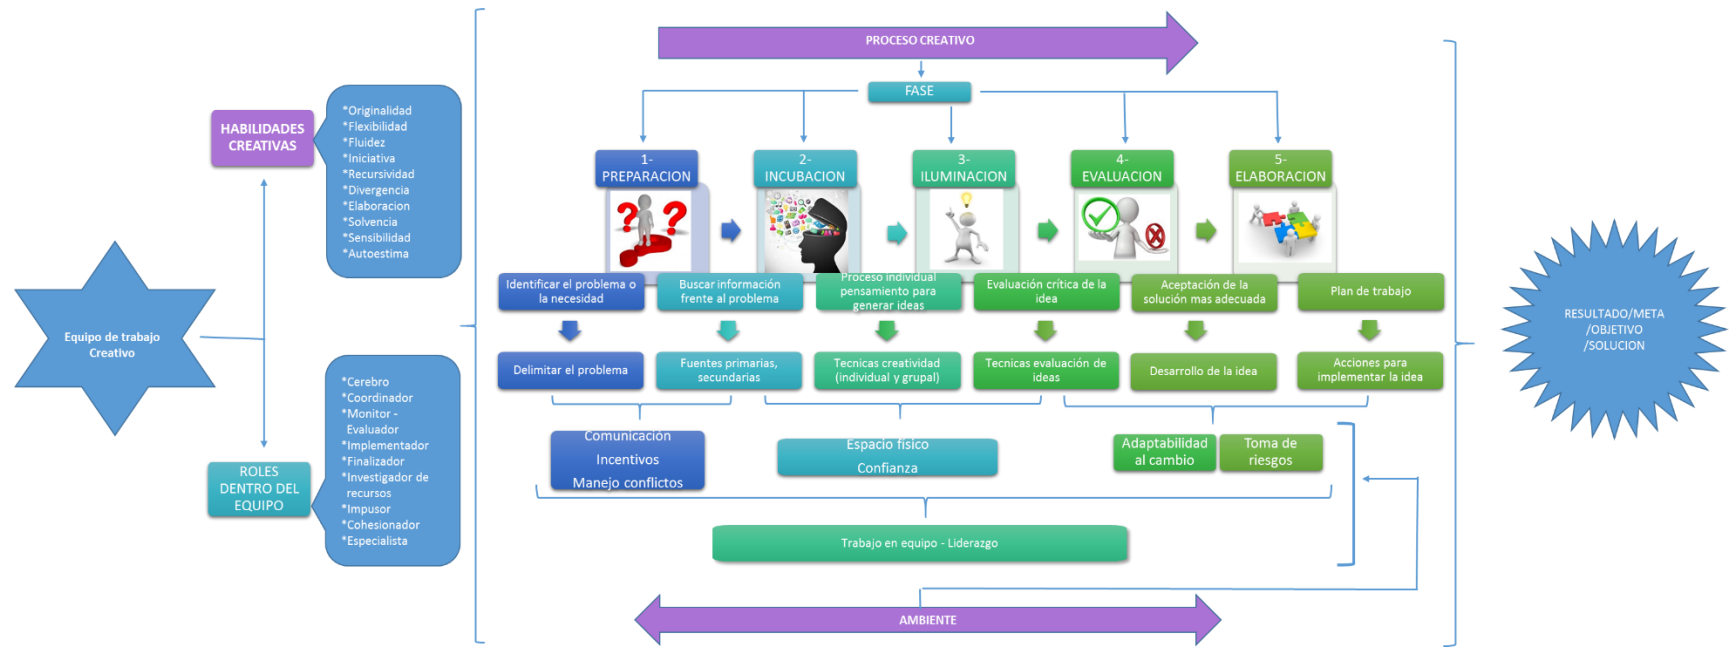 PROCESO CREATIVO
FASE
HABILIDADES
CREATIVAS
*Originalidad
*Flexibilidad
*Fluidez
*Iniciativa
*Recursividad
*Divergencia
*Elaboracion
*Solvencia
*Sensibilidad
*Autoestima
Equipo de trabajo
Creativo
ROLES
DENTRO DEL
EQUIPO
*Cerebro
*Coordinador
*Monitor -
Evaluador
*Implementador
*Finalizador
*Investigador de
recursos
*Impusor
*Cohesionador
*Especialista
1-
PREPARACION
2-
INCUBACION
3-
ILUMINACION
4-
EVALUACION
5-
ELABORACION
Identificar el problema o
la necesidad
Buscar información
frente al problema
Proceso individual
pensamiento para
generar ideas
Evaluación crítica de la
idea
Aceptación de la
solución mas adecuada
Plan de trabajo
Delimitar el problema
Fuentes primarias,
secundarias
Tecnicas creatividad
(individual y grupal)
Tecnicas evaluación de
ideas
Desarrollo de la idea
Acciones para
implementar la idea
Comunicación
Incentivos
Manejo conflictos
Espacio físico
Confianza
Adaptabilidad
al cambio
Toma de
riesgos
Trabajo en equipo - Liderazgo
AMBIENTE
RESULTADO/META
/OBJETIVO
/SOLUCION